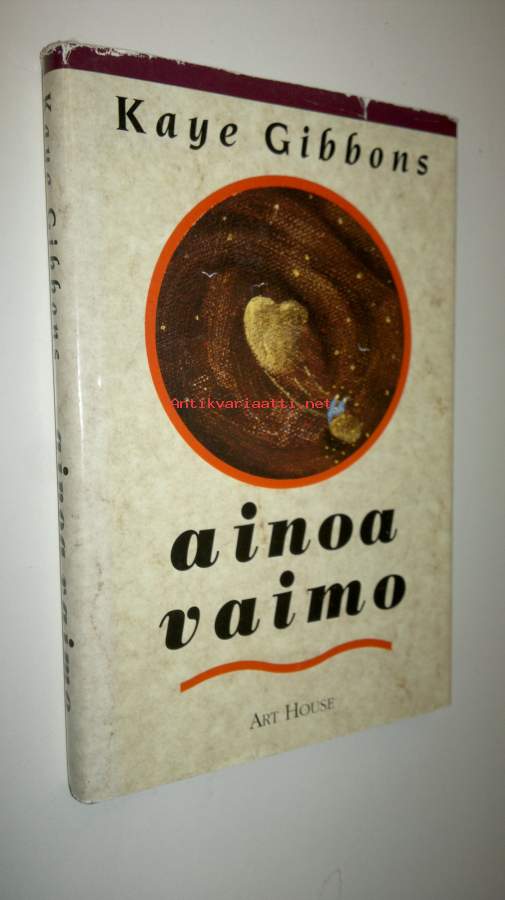 Kaye Gibbons
Antikvariaatti.net
ainoa
vaimo
ART HOUSE
Kaye Gibbons ainoa vaimo